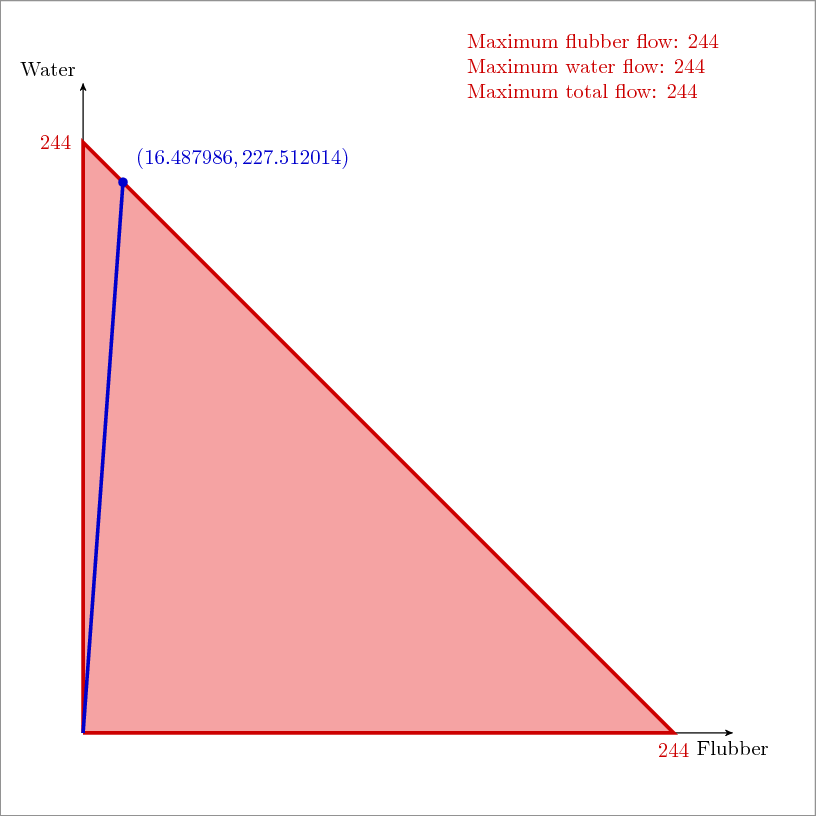 Maximum flubber flow: 244
Maximum water flow: 244
Maximum total flow: 244
Water
244
(16.487986, 227.512014)
244
Flubber